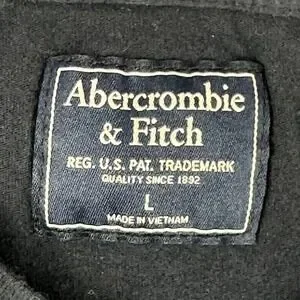 Abercrombie
& Fitch
REG. U.S. PAT. TRADEMARK
QUALITY SINCE 1892
L
MADE IN VIETNAM